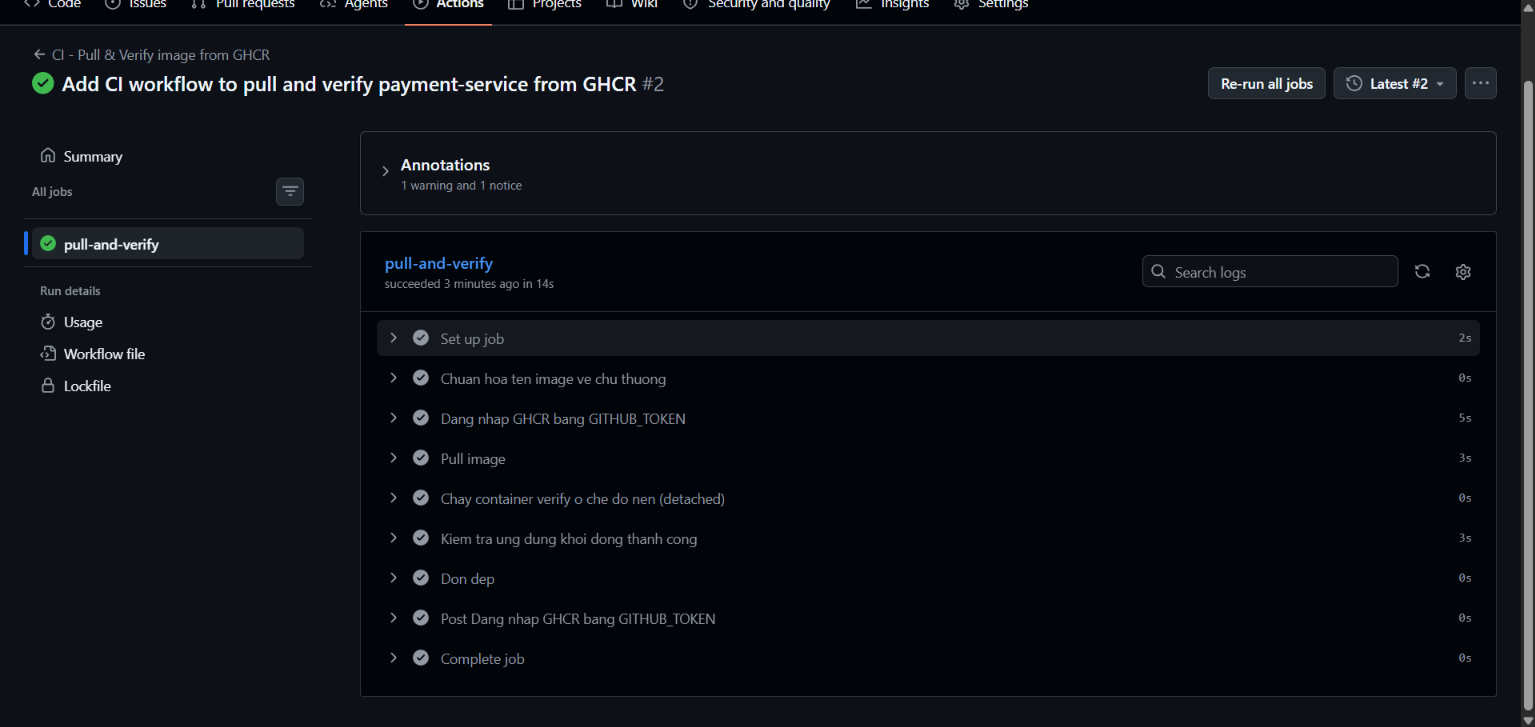 Code Issues Pull requests Agents Actions Projects Wiki Security and quality Insights Settings
CI - Pull & Verify image from GHCR
Add CI workflow to pull and verify payment-service from GHCR #2
Re-run all jobs
Latest #2
Summary
All jobs
pull-and-verify
Run details
Usage
Workflow file
Lockfile
Annotations
1 warning and 1 notice
pull-and-verify
succeeded 3 minutes ago in 14s
Search logs
Set up job 2s
Chuan hoa ten image ve chu thuong 0s
Dang nhap GHCR bang GITHUB_TOKEN 5s
Pull image 3s
Chay container verify o che do nen (detached) 0s
Kiem tra ung dung khoi dong thanh cong 3s
Don dep 0s
Post Dang nhap GHCR bang GITHUB_TOKEN 0s
Complete job 0s